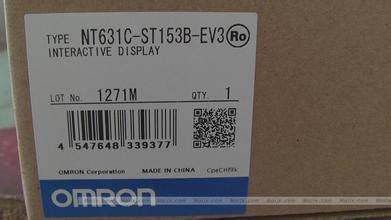 TYPE NT631C-ST153B-EV3 Ro
INTERACTIVE DISPLAY
LOT No. 1271M QTY. 1
4 547648 339377
OMRON Corporation MADE IN CHINA
OMRON